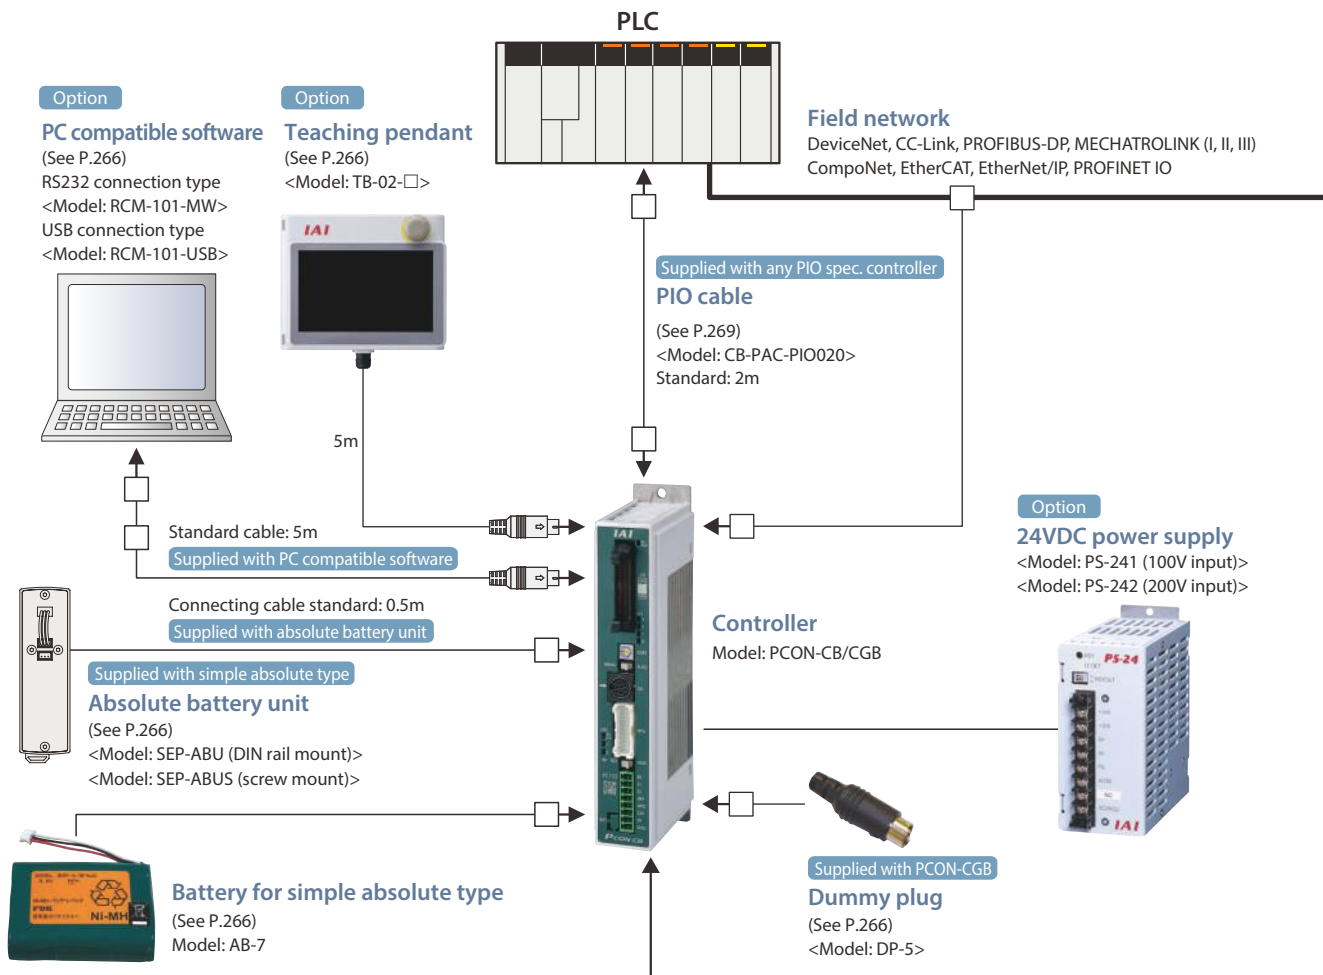 PLC
Option
PC compatible software
(See P.266)
RS232 connection type
<Model: RCM-101-MW>
USB connection type
<Model: RCM-101-USB>
Option
Teaching pendant
(See P.266)
<Model: TB-02-□>
IAI
Field network
DeviceNet, CC-Link, PROFIBUS-DP, MECHATROLINK (I, II, III)
CompoNet, EtherCAT, EtherNet/IP, PROFINET IO
Supplied with any PIO spec. controller
PIO cable
(See P.269)
<Model: CB-PAC-PIO020>
Standard: 2m
5m
Standard cable: 5m
Supplied with PC compatible software
Connecting cable standard: 0.5m
Supplied with absolute battery unit
Supplied with simple absolute type
Absolute battery unit
(See P.266)
<Model: SEP-ABU (DIN rail mount)>
<Model: SEP-ABUS (screw mount)>
IAI
PCON-CB
Controller
Model: PCON-CB/CGB
Option
24VDC power supply
<Model: PS-241 (100V input)>
<Model: PS-242 (200V input)>
PS-24
NC
IAI
Ni-MH
Battery for simple absolute type
(See P.266)
Model: AB-7
Supplied with PCON-CGB
Dummy plug
(See P.266)
<Model: DP-5>